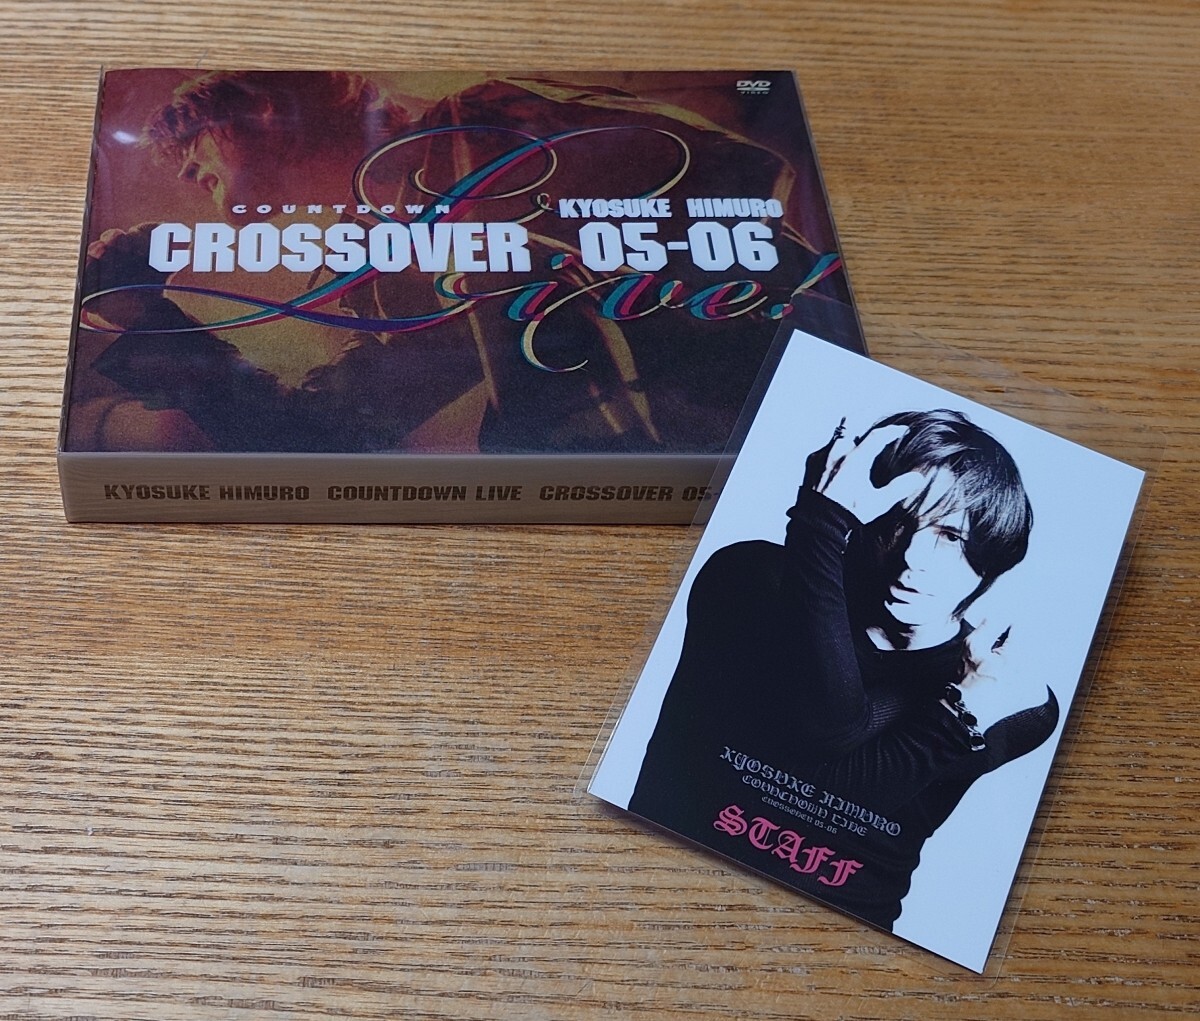 DVD
VIDEO
COUNTDOWN
KYOSUKE HIMURO
CROSSOVER 05-06
Live!
KYOSUKE HIMURO COUNTDOWN LIVE CROSSOVER 05-
KYOSUKE HIMURO
COUNTDOWN LIVE
CROSSOVER 05-06
STAFF